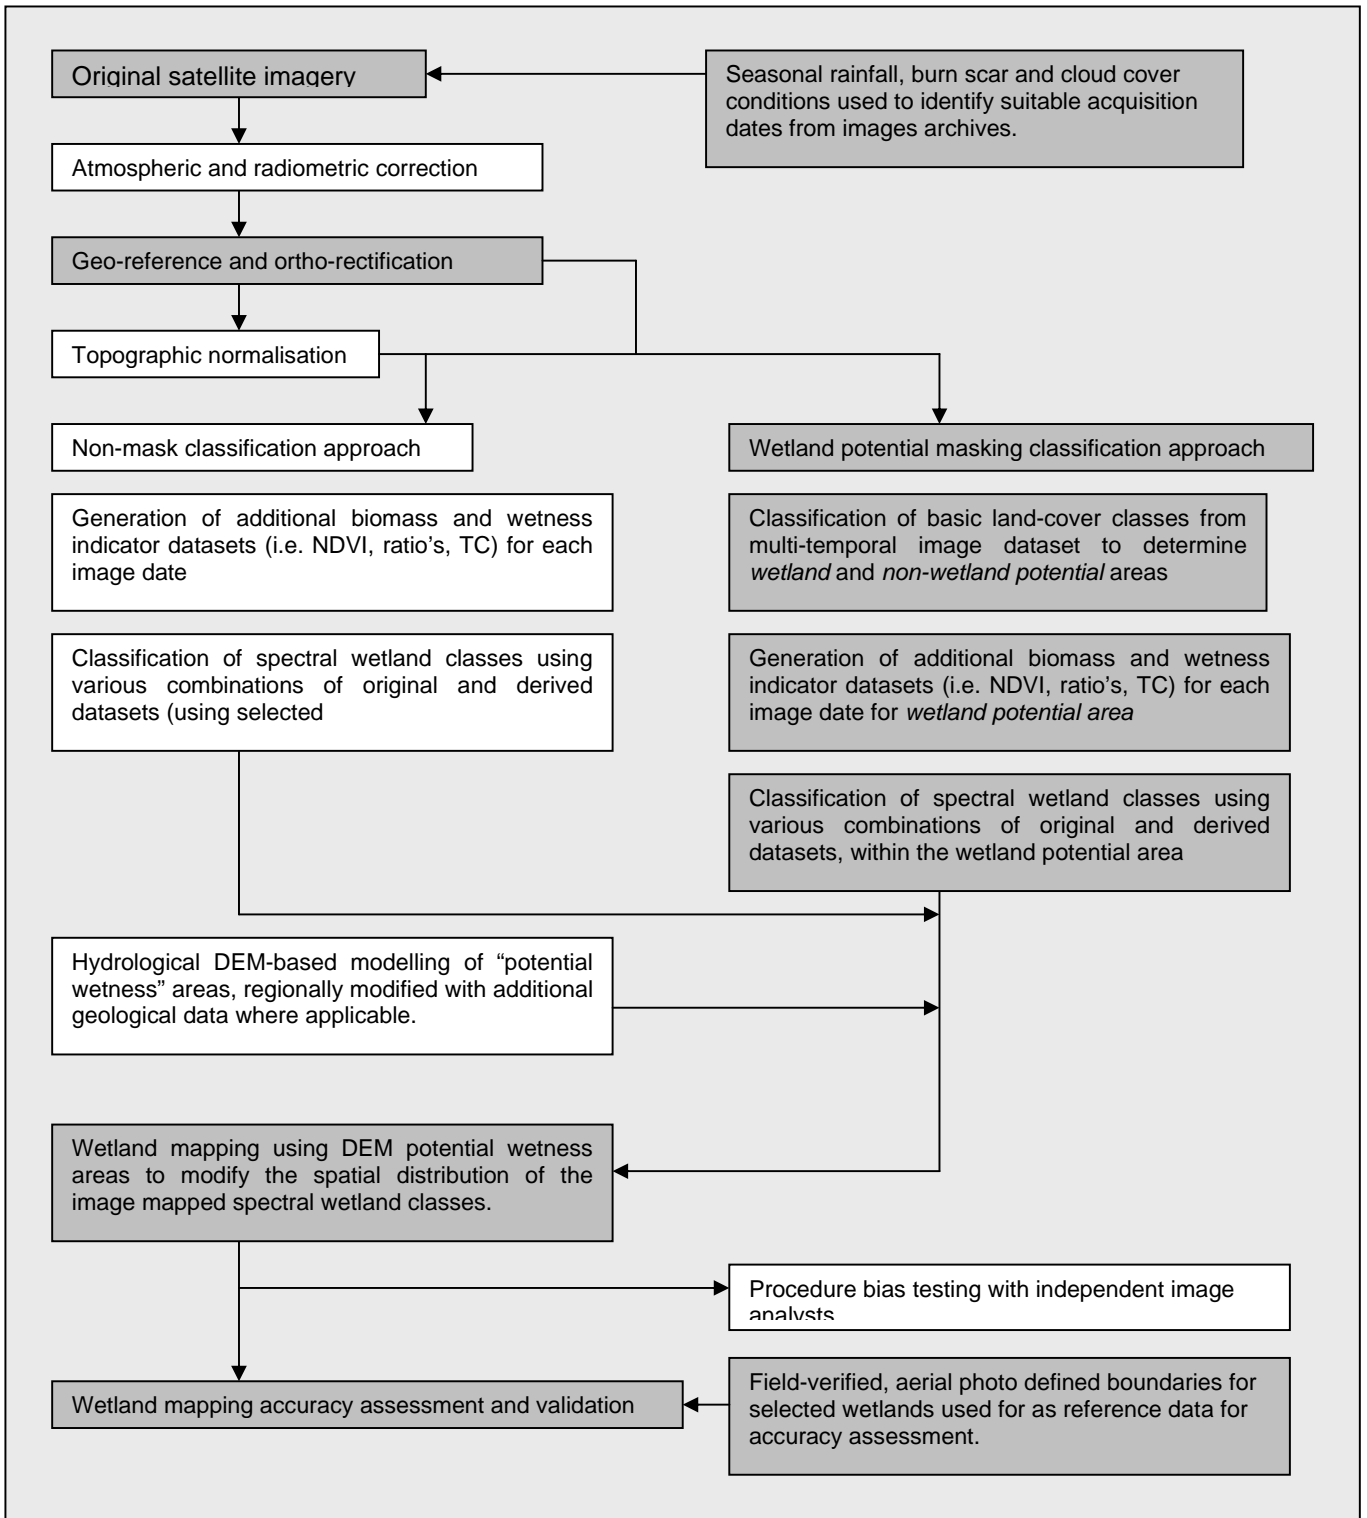 Original satellite imagery
Seasonal rainfall, burn scar and cloud cover
conditions used to identify suitable acquisition
dates from images archives.
Atmospheric and radiometric correction
Geo-reference and ortho-rectification
Topographic normalisation
Non-mask classification approach
Wetland potential masking classification approach
Generation of additional biomass and wetness
indicator datasets (i.e. NDVI, ratio's, TC) for each
image date
Classification of basic land-cover classes from
multi-temporal image dataset to determine
wetland and non-wetland potential areas
Classification of spectral wetland classes using
various combinations of original and derived
datasets (using selected
Generation of additional biomass and wetness
indicator datasets (i.e. NDVI, ratio's, TC) for each
image date for wetland potential area
Classification of spectral wetland classes using
various combinations of original and derived
datasets, within the wetland potential area
Hydrological DEM-based modelling of “potential
wetness” areas, regionally modified with additional
geological data where applicable.
Wetland mapping using DEM potential wetness
areas to modify the spatial distribution of the
image mapped spectral wetland classes.
Procedure bias testing with independent image
analysts
Wetland mapping accuracy assessment and validation
Field-verified, aerial photo defined boundaries for
selected wetlands used for as reference data for
accuracy assessment.